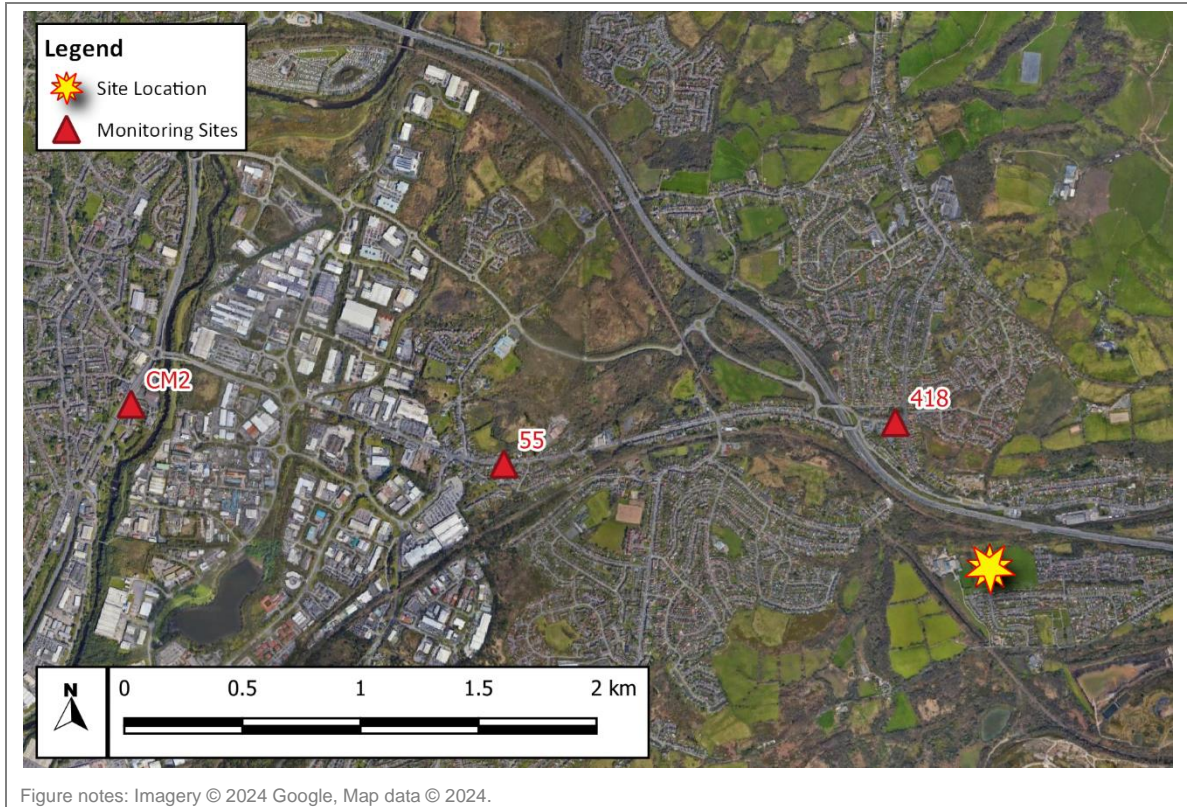 Legend
Site Location
Monitoring Sites
CM2
418
55
N
0 0.5 1 1.5 2 km
Figure notes: Imagery © 2024 Google, Map data © 2024.